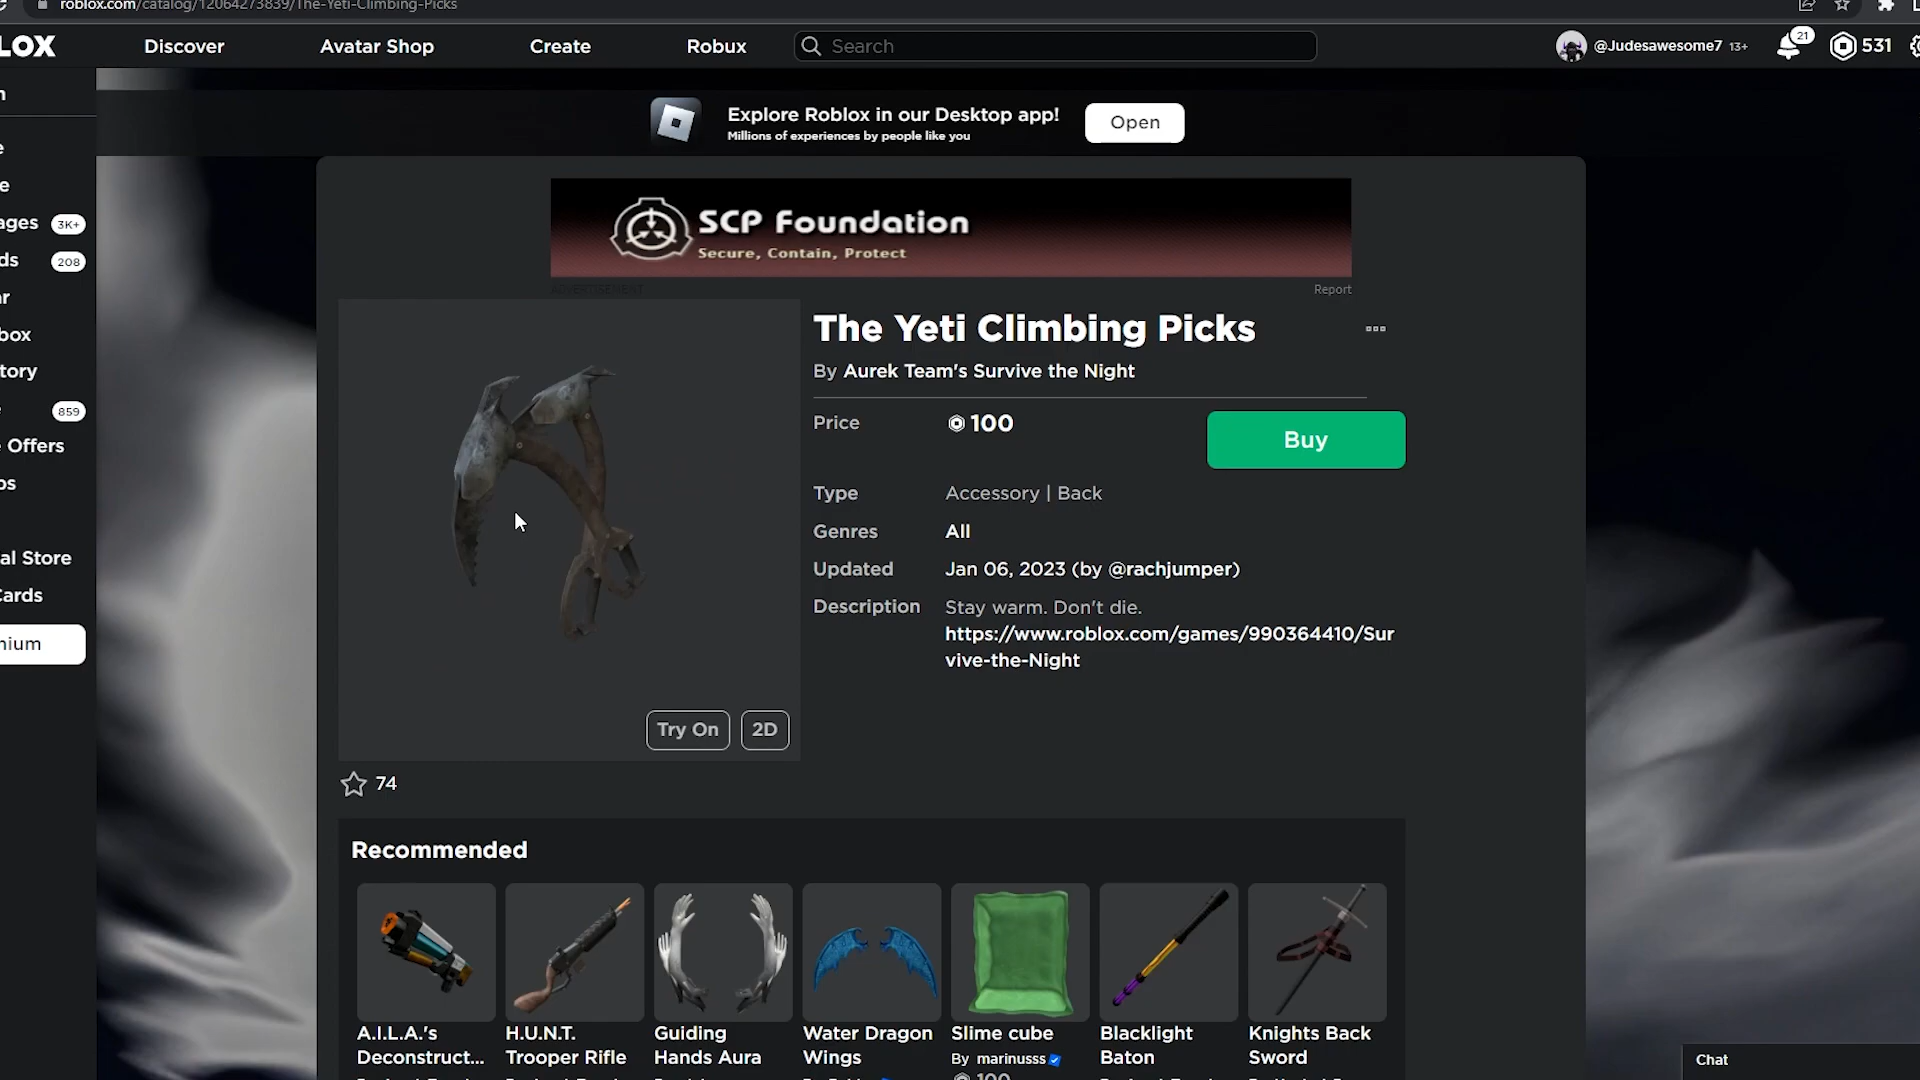 roblox.com/catalog/12064273839/The-Yeti-Climbing-Picks
LOX
Discover
Avatar Shop
Create
Robux
Search
@Judesawesome7 13+
21
531
Explore Roblox in our Desktop app!
Millions of experiences by people like you
Open
ages 3K+
ds 208
ar
box
tory
859
e Offers
os
al Store
Cards
nium
SCP Foundation
Secure, Contain, Protect
ADVERTISEMENT
Report
The Yeti Climbing Picks
By Aurek Team's Survive the Night
Price 100
Buy
Type Accessory | Back
Genres All
Updated Jan 06, 2023 (by @rachjumper)
Description Stay warm. Don't die.
https://www.roblox.com/games/990364410/Sur
vive-the-Night
Try On
2D
74
Recommended
A.I.L.A.'s
Deconstruct...
H.U.N.T.
Trooper Rifle
Guiding
Hands Aura
Water Dragon
Wings
Slime cube
By marinusss
100
Blacklight
Baton
Knights Back
Sword
Chat